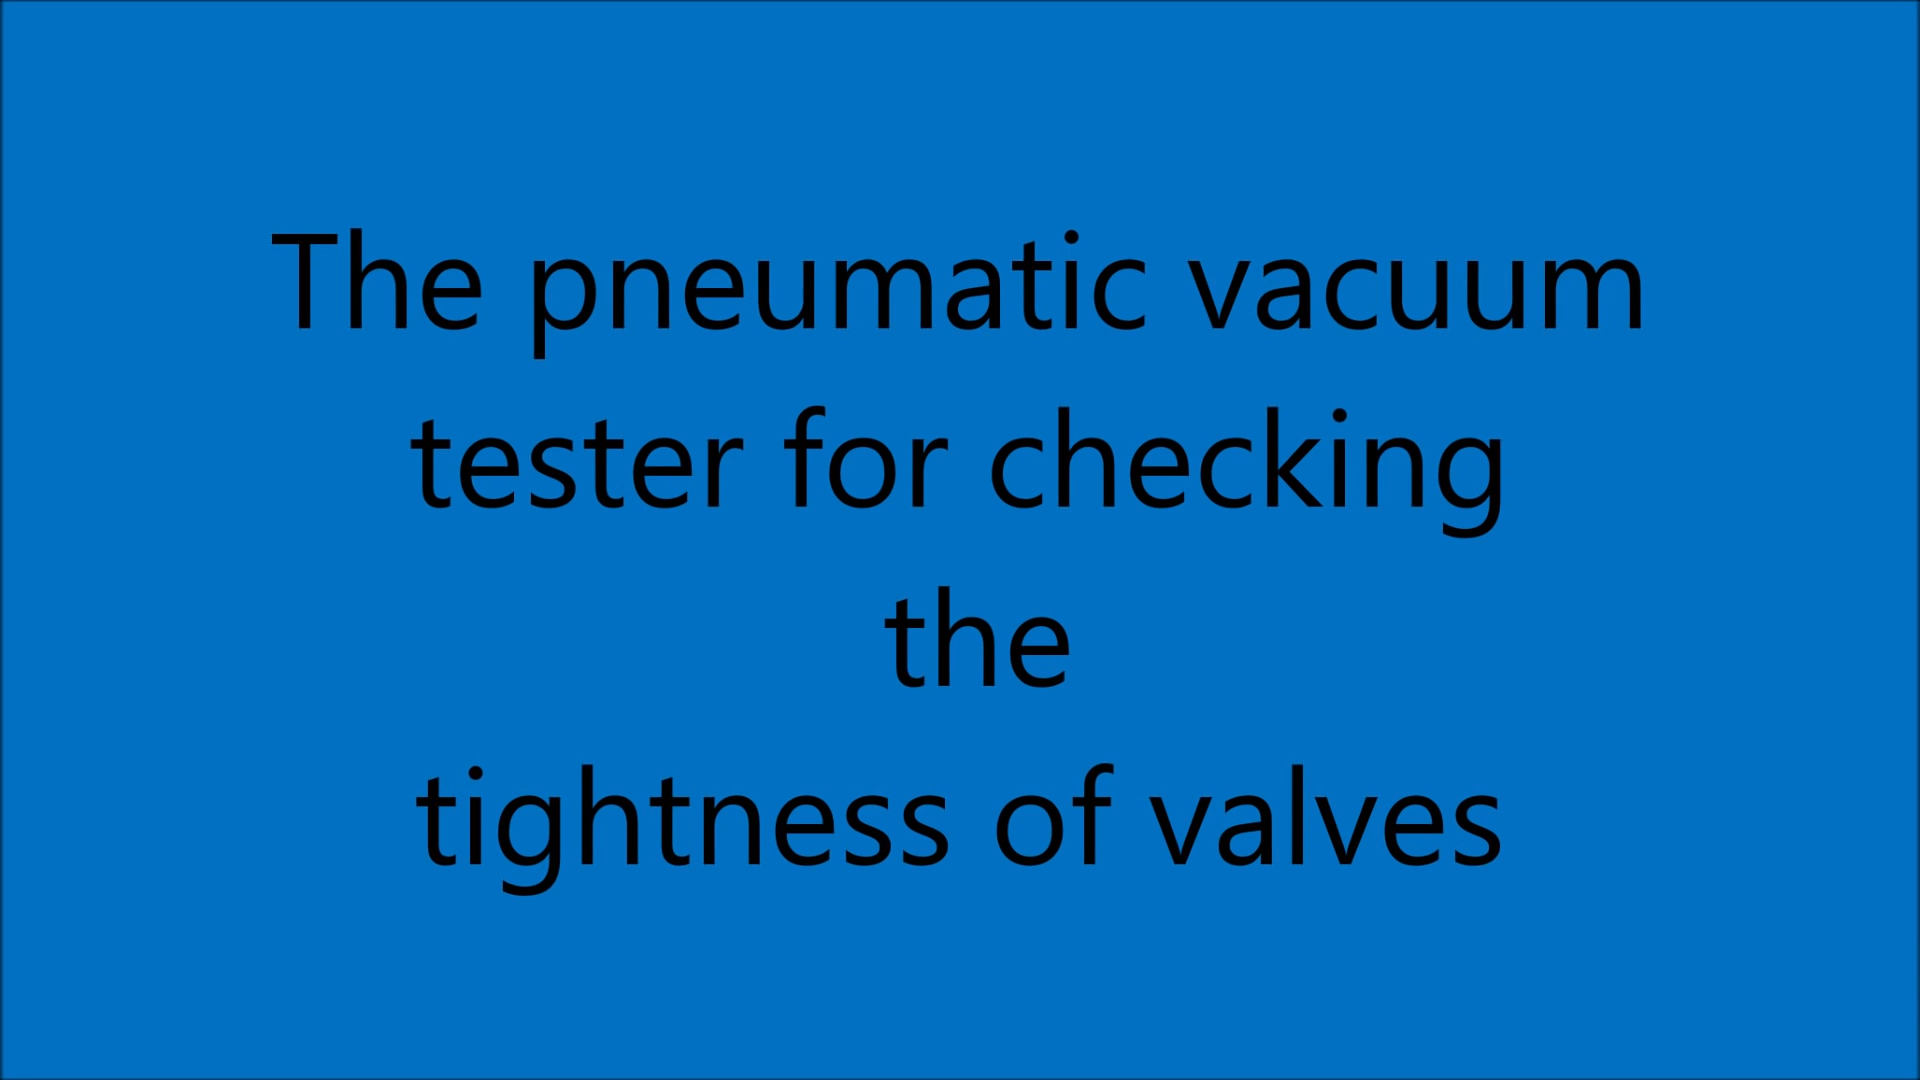 The pneumatic vacuum
tester for checking
the
tightness of valves